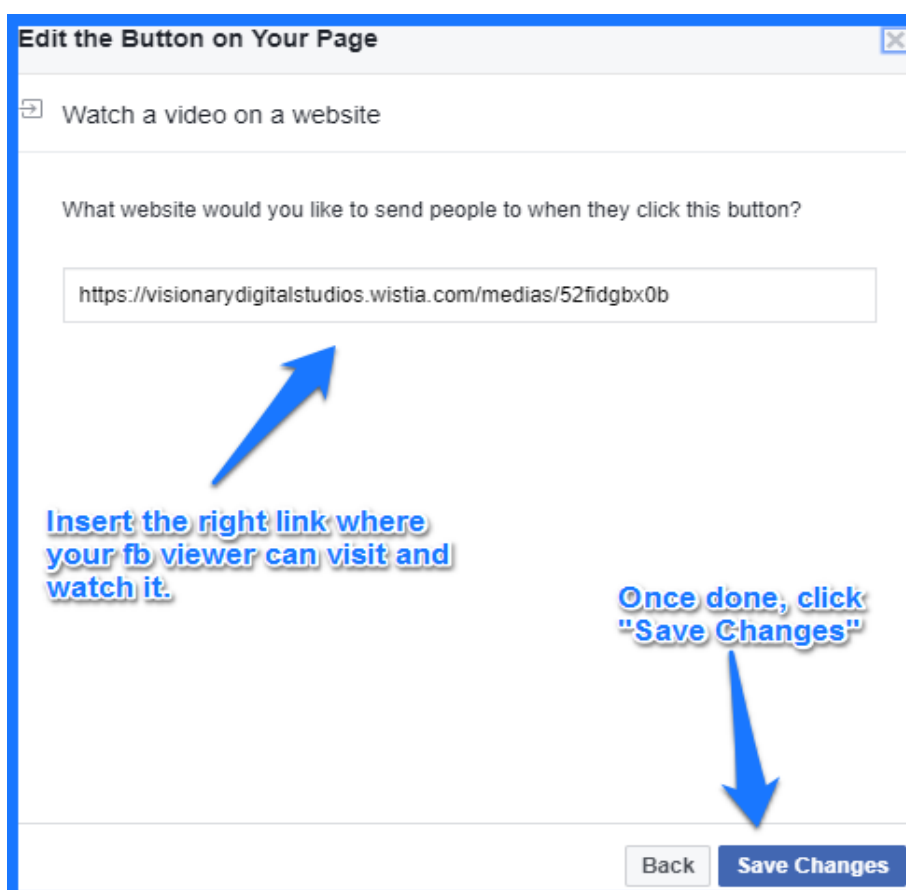 Edit the Button on Your Page
Watch a video on a website
What website would you like to send people to when they click this button?
https://visionarydigitalstudios.wistia.com/medias/52fidgbx0b
Insert the right link where
your fb viewer can visit and
watch it.
Once done, click
"Save Changes"
Back Save Changes